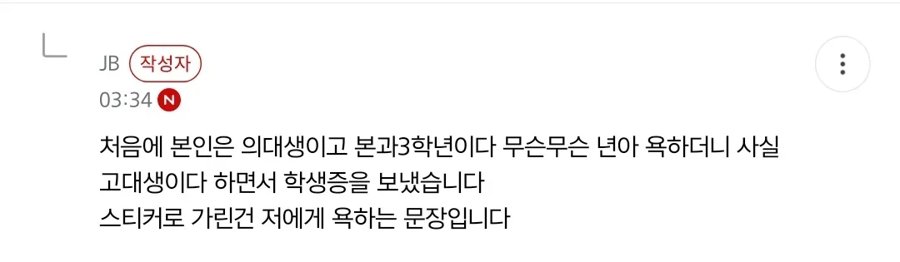 JB 작성자
03:34 N
처음에 본인은 의대생이고 본과3학년이다 무슨무슨 년아 욕하더니 사실
고대생이다 하면서 학생증을 보냈습니다
스티커로 가린건 저에게 욕하는 문장입니다